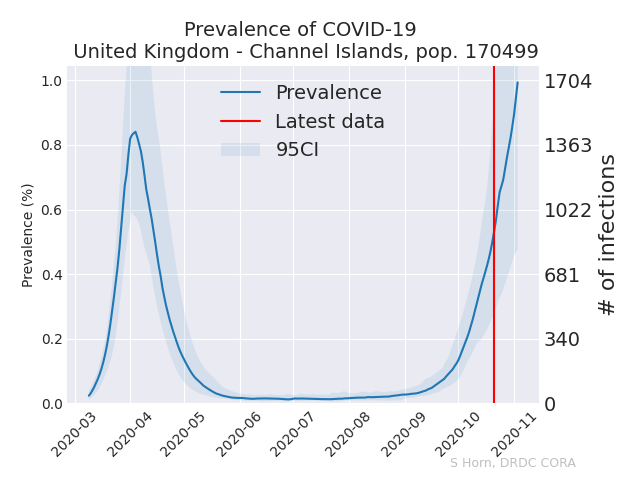 Prevalence of COVID-19
United Kingdom - Channel Islands, pop. 170499
Prevalence
Latest data
95CI
Prevalence (%)
1.0
0.8
0.6
0.4
0.2
0.0
1704
1363
1022
681
340
0
# of infections
2020-03
2020-04
2020-05
2020-06
2020-07
2020-08
2020-09
2020-10
2020-11
S Horn, DRDC CORA